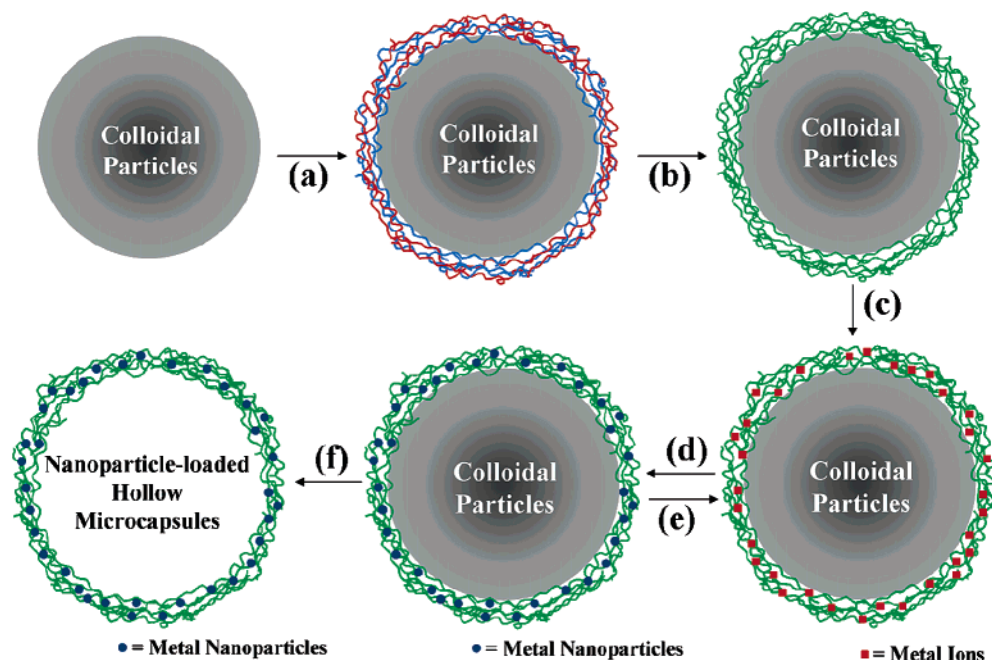 Colloidal
Particles
(a)
Colloidal
Particles
(b)
Colloidal
Particles
(c)
Nanoparticle-loaded
Hollow
Microcapsules
(f)
Colloidal
Particles
(d)
(e)
Colloidal
Particles
= Metal Nanoparticles
= Metal Nanoparticles
= Metal Ions